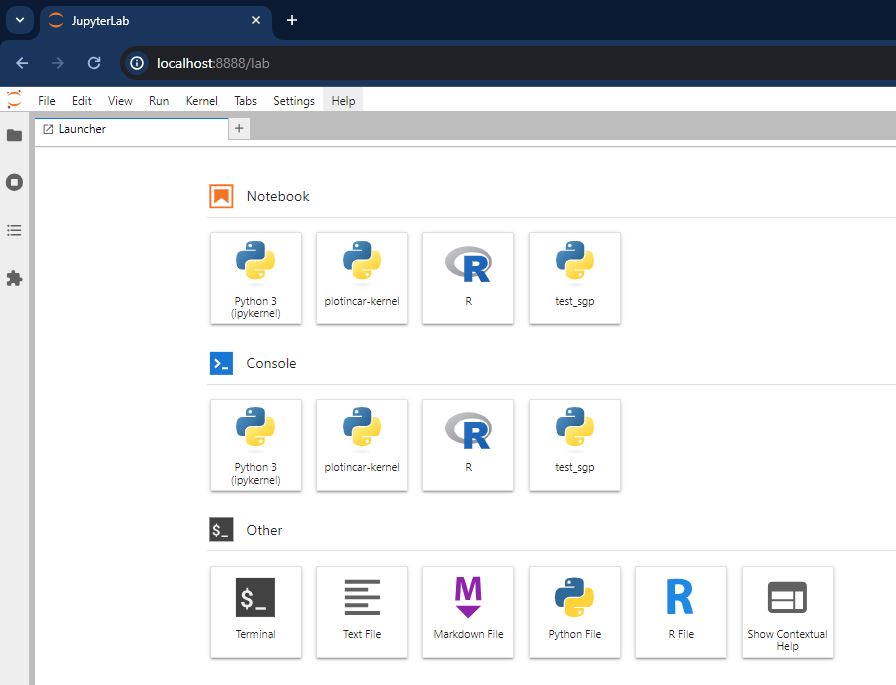 JupyterLab
localhost:8888/lab
File Edit View Run Kernel Tabs Settings Help
Launcher
Notebook
Python 3
(ipykernel)
plotincar-kernel
R
test_sgp
Console
Python 3
(ipykernel)
plotincar-kernel
R
test_sgp
$_ Other
$_
Terminal
Text File
M
Markdown File
Python File
R
R File
Show Contextual
Help